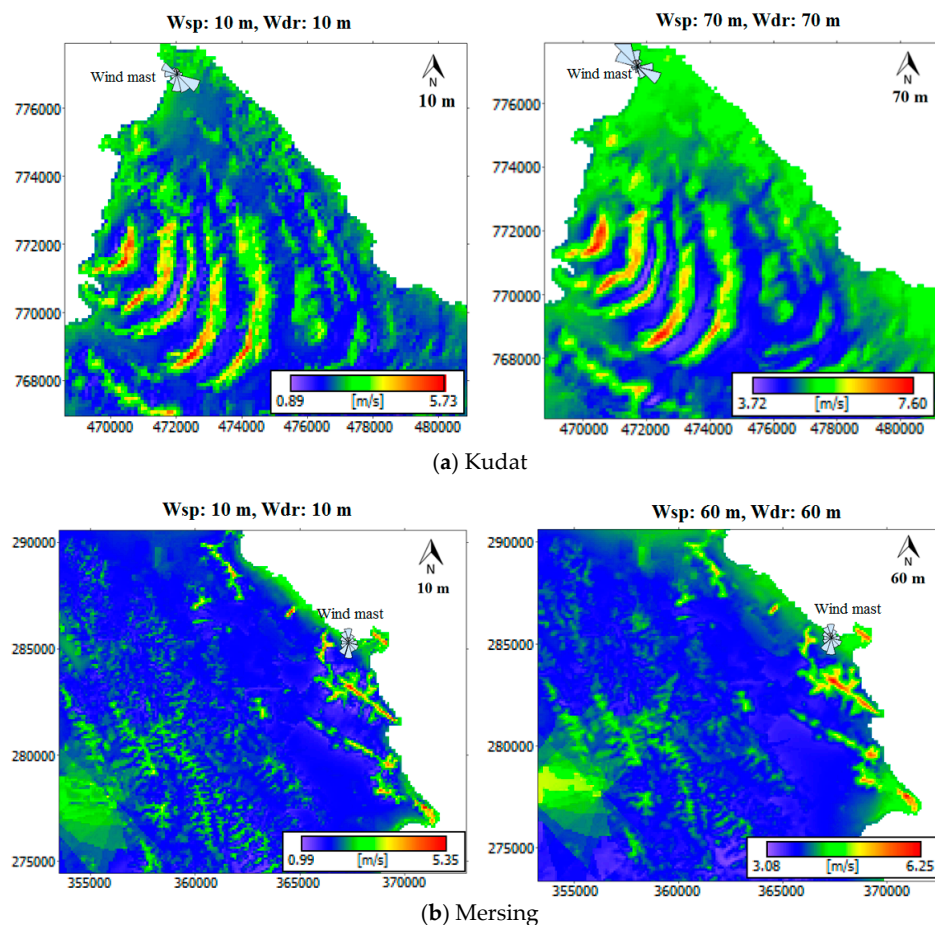 Wsp: 10 m, Wdr: 10 m
Wsp: 70 m, Wdr: 70 m
Wind mast
N
10 m
Wind mast
N
70 m
776000
774000
772000
770000
768000
776000
774000
772000
770000
768000
0.89 [m/s] 5.73
3.72 [m/s] 7.60
470000 472000 474000 476000 478000 480000
470000 472000 474000 476000 478000 480000
(a) Kudat
Wsp: 10 m, Wdr: 10 m
Wsp: 60 m, Wdr: 60 m
N
10 m
Wind mast
N
60 m
Wind mast
290000
285000
280000
275000
290000
285000
280000
275000
0.99 [m/s] 5.35
3.08 [m/s] 6.25
355000 360000 365000 370000
355000 360000 365000 370000
(b) Mersing